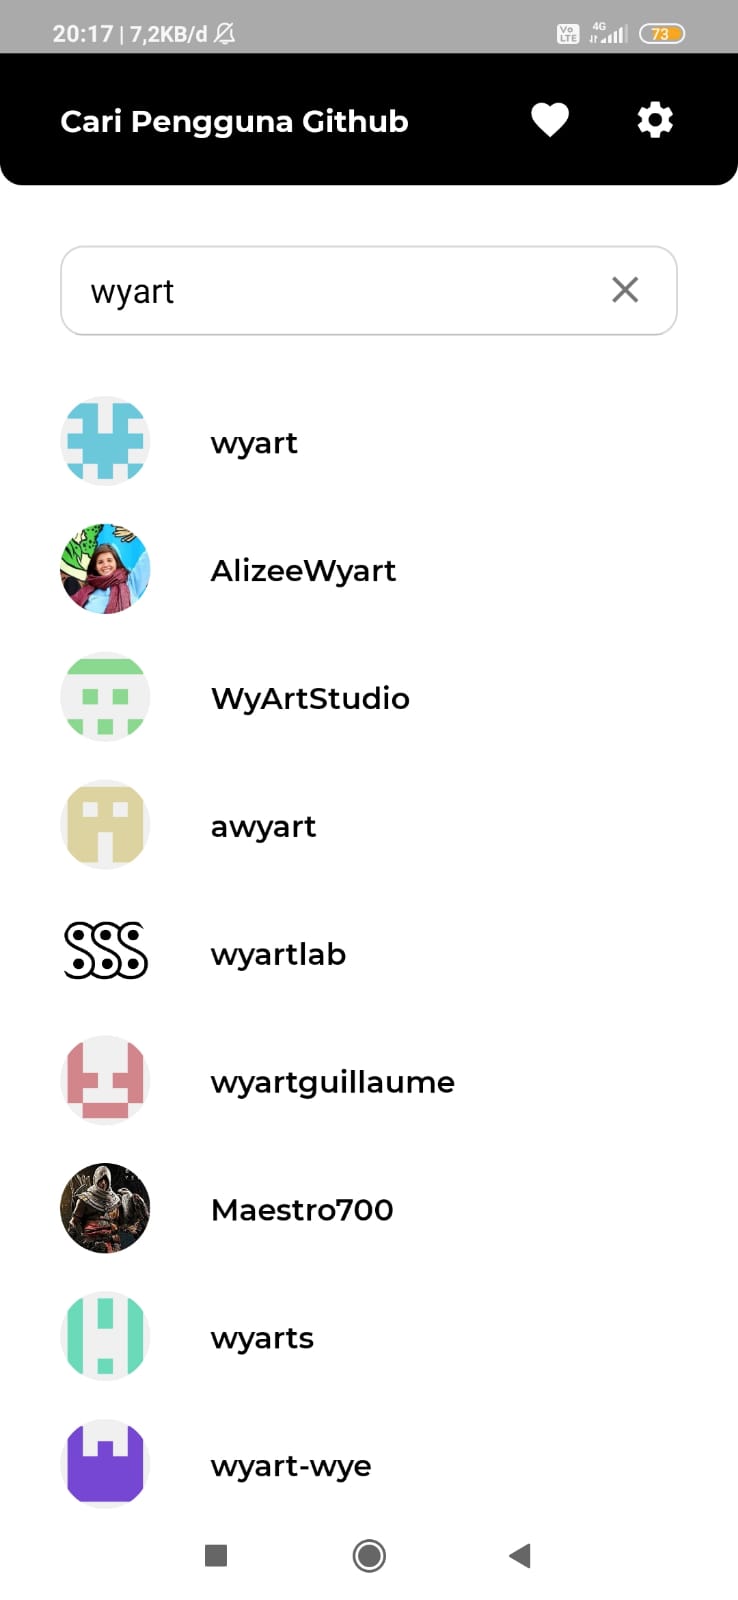 20:17 | 7,2KB/d
Vo LTE 4G 73
Cari Pengguna Github
wyart
wyart
AlizeeWyart
WyArtStudio
awyart
wyartlab
wyartguillaume
Maestro700
wyarts
wyart-wye